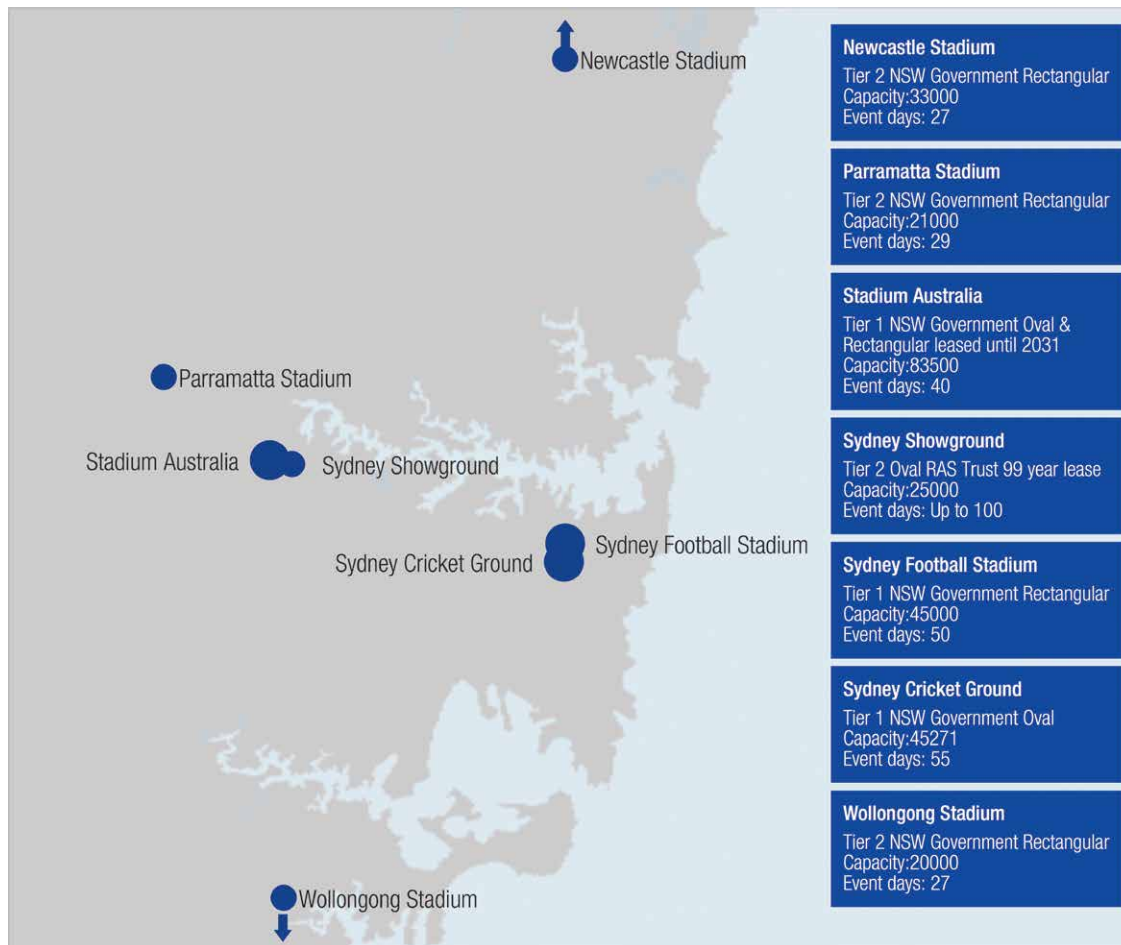 Newcastle Stadium
Parramatta Stadium
Stadium Australia
Sydney Showground
Sydney Football Stadium
Sydney Cricket Ground
Wollongong Stadium
Newcastle Stadium
Tier 2 NSW Government Rectangular
Capacity:33000
Event days: 27
Parramatta Stadium
Tier 2 NSW Government Rectangular
Capacity:21000
Event days: 29
Stadium Australia
Tier 1 NSW Government Oval &
Rectangular leased until 2031
Capacity:83500
Event days: 40
Sydney Showground
Tier 2 Oval RAS Trust 99 year lease
Capacity:25000
Event days: Up to 100
Sydney Football Stadium
Tier 1 NSW Government Rectangular
Capacity:45000
Event days: 50
Sydney Cricket Ground
Tier 1 NSW Government Oval
Capacity:45271
Event days: 55
Wollongong Stadium
Tier 2 NSW Government Rectangular
Capacity:20000
Event days: 27